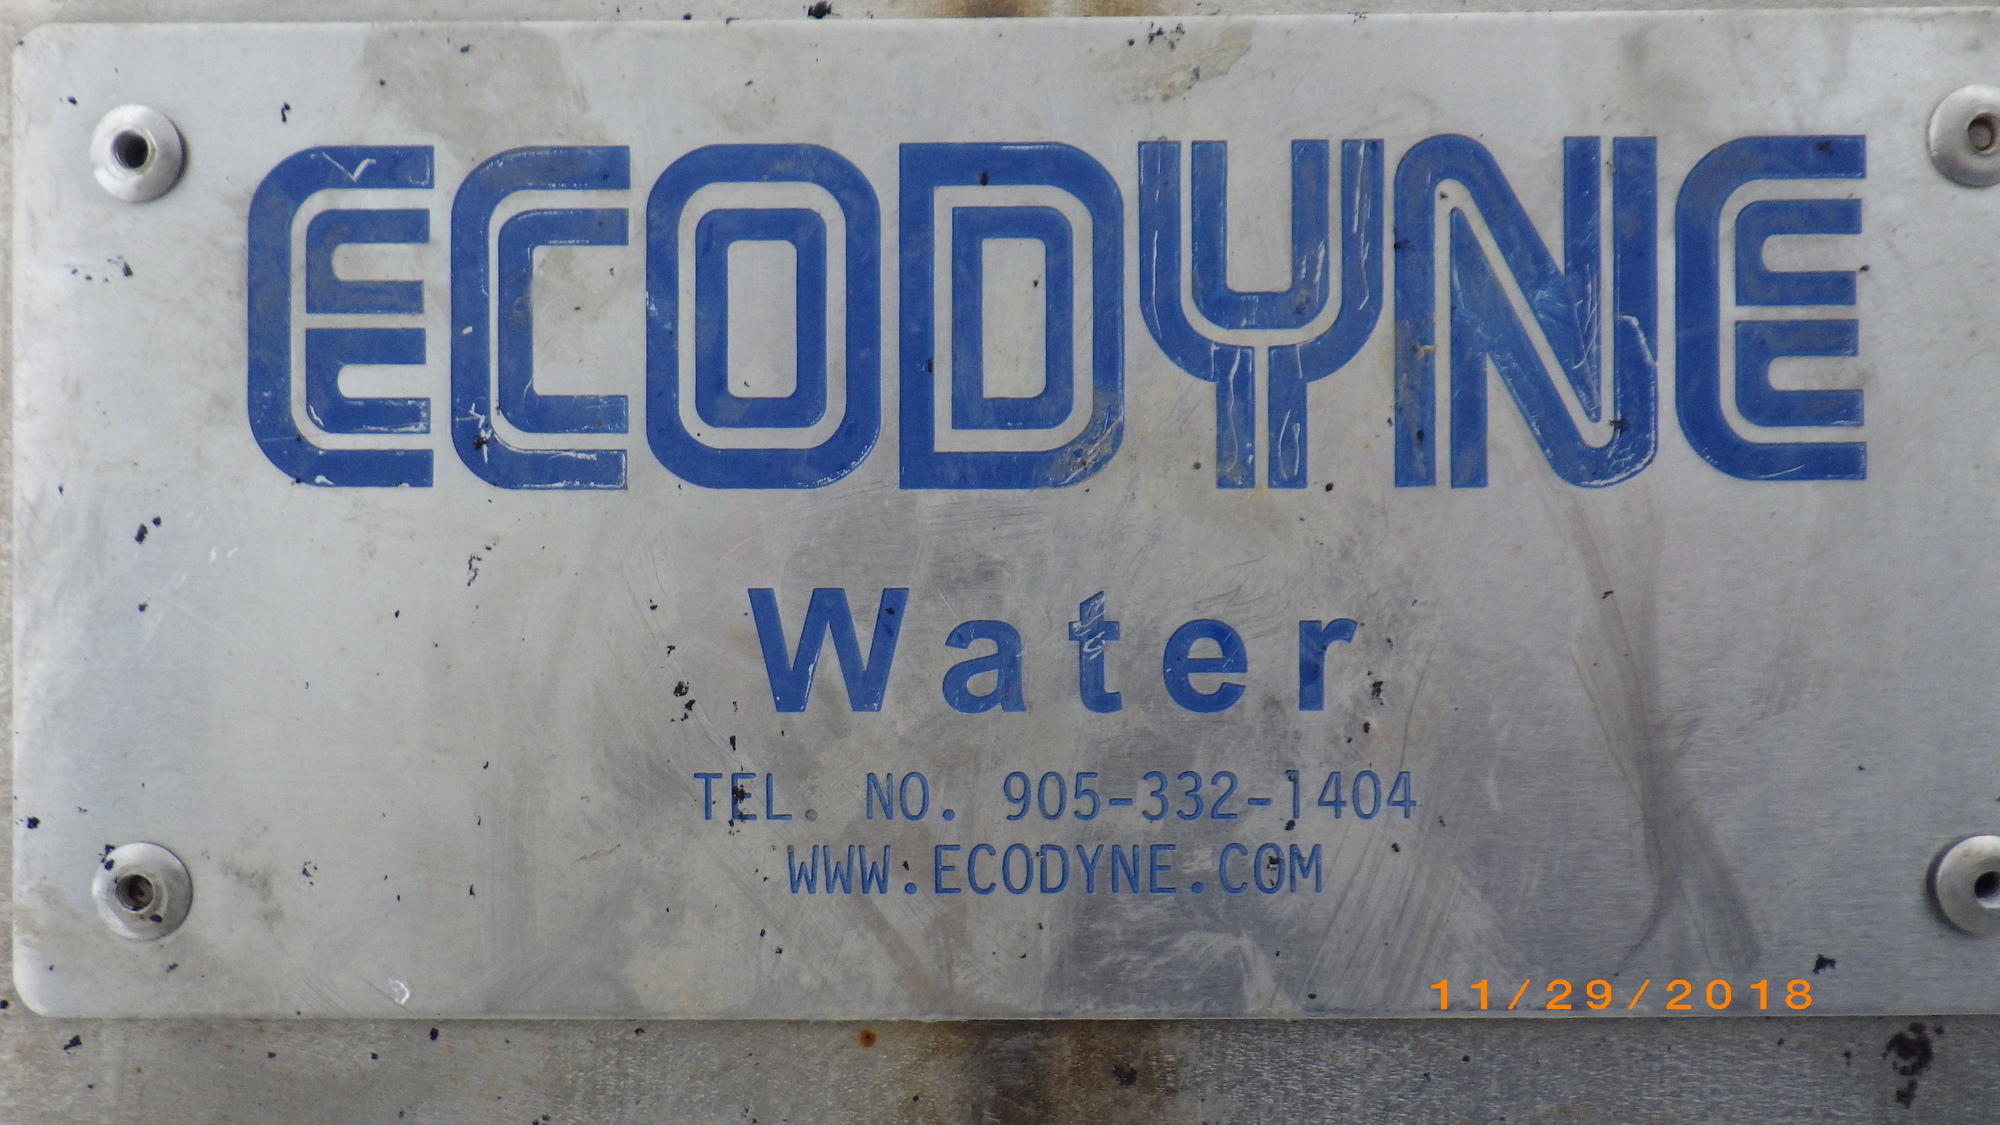 ECODYNE
Water
TEL. NO. 905-332-1404
WWW.ECODYNE.COM
11/29/2018